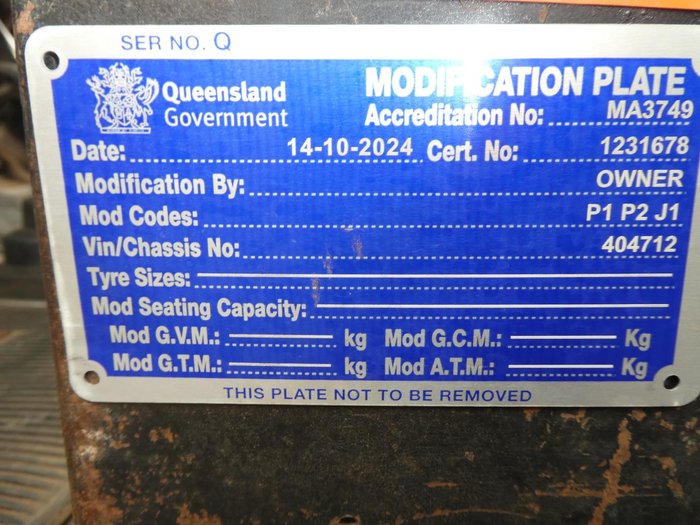 SER NO. Q
Queensland Government
MODIFICATION PLATE
Accreditation No: MA3749
Date: 14-10-2024 Cert. No: 1231678
Modification By: OWNER
Mod Codes: P1 P2 J1
Vin/Chassis No: 404712
Tyre Sizes:
Mod Seating Capacity:
Mod G.V.M.: kg Mod G.C.M.: Kg
Mod G.T.M.: kg Mod A.T.M.: Kg
THIS PLATE NOT TO BE REMOVED